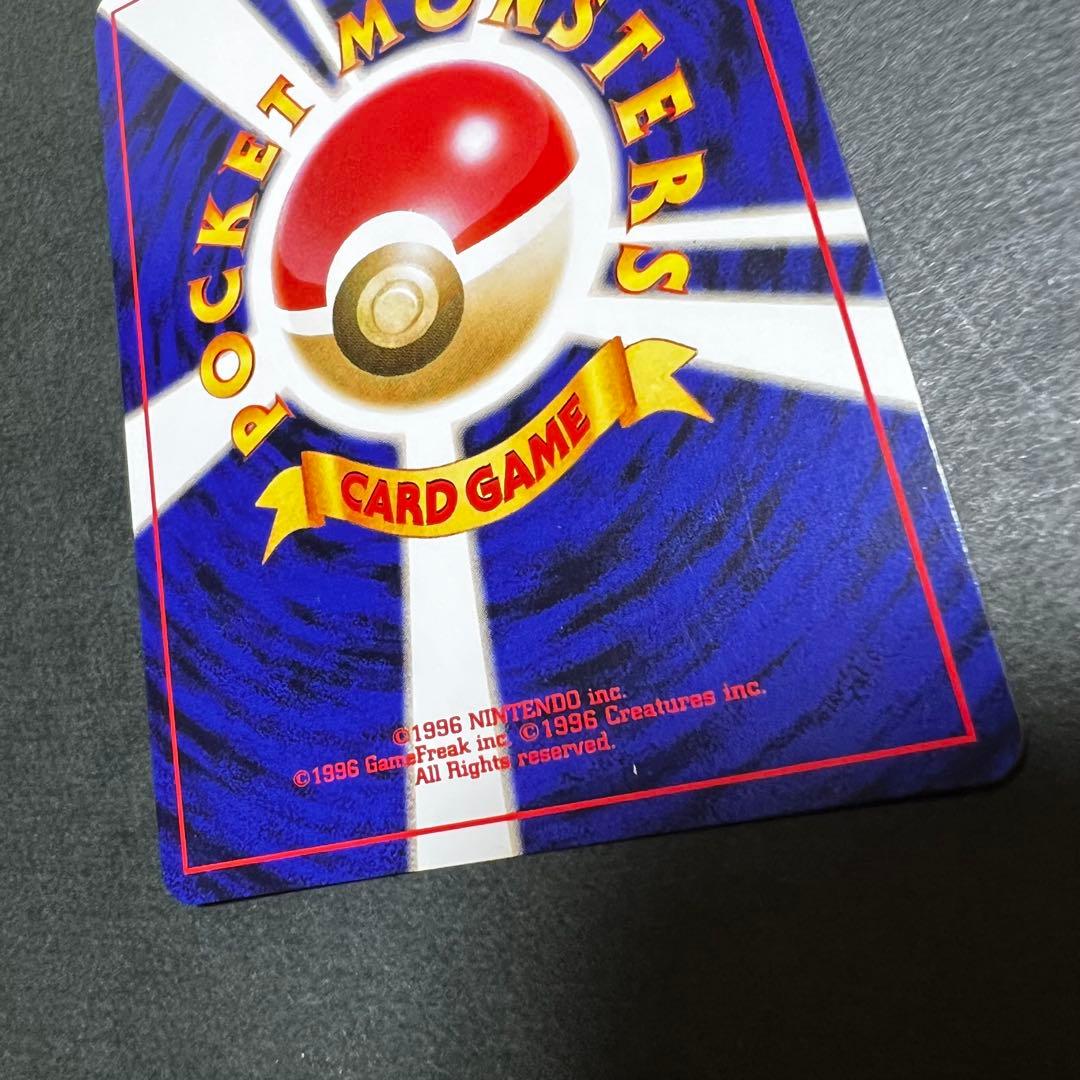 POCKET MONSTERS
CARD GAME
©1996 NINTENDO inc.
©1996 GameFreak inc. ©1996 Creatures inc.
All Rights reserved.